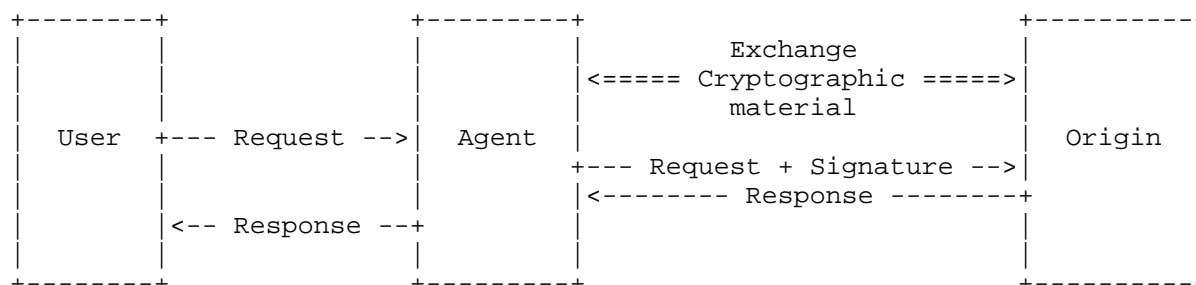 Exchange
<===== Cryptographic =====>
material
User +--- Request -->| Agent | Origin
+--- Request + Signature -->|
<-------- Response --------+
<-- Response --+